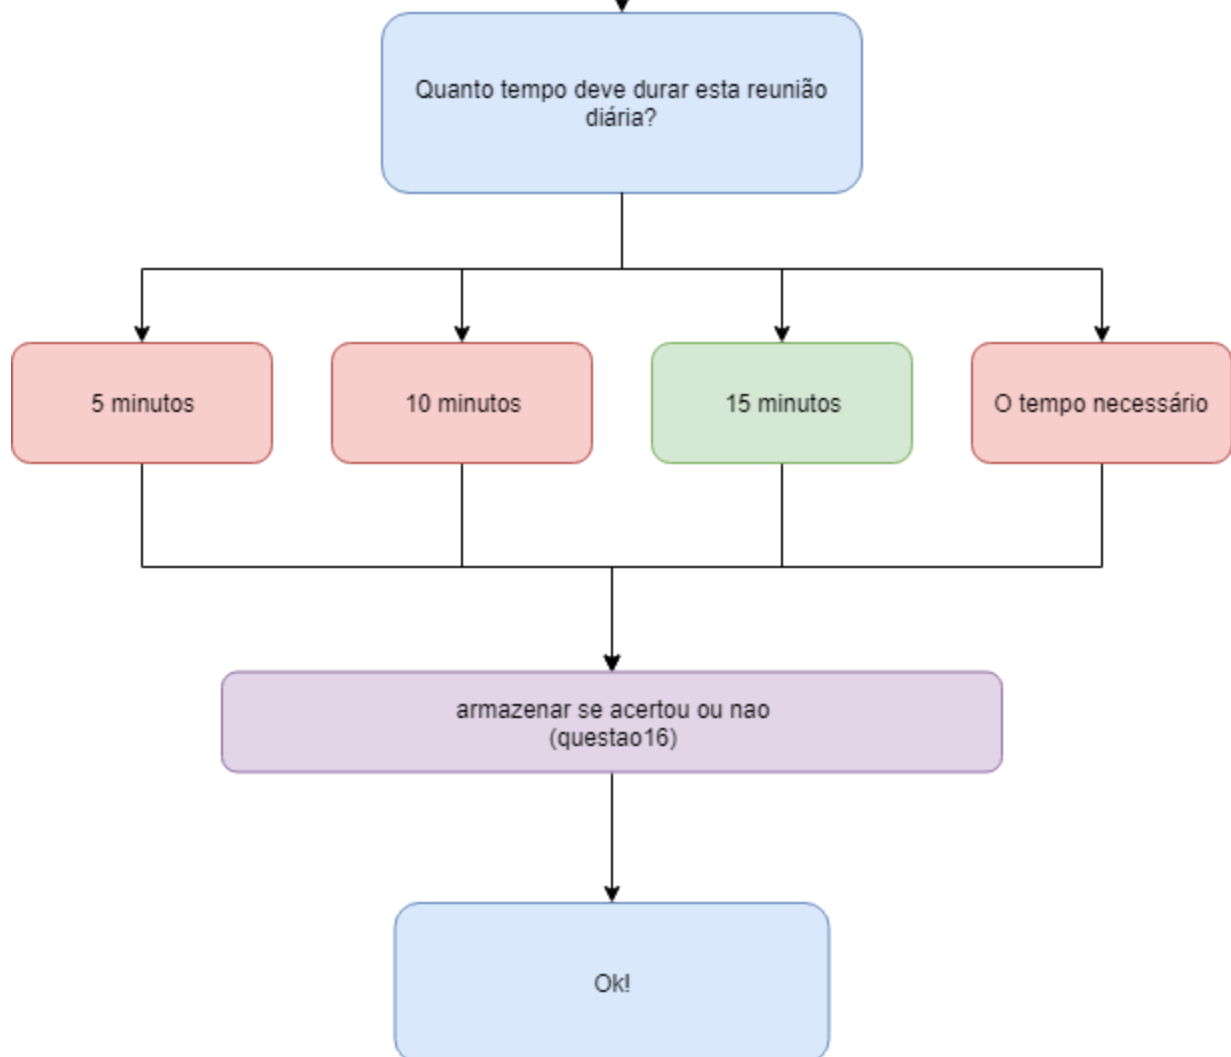 Quanto tempo deve durar esta reunião
diária?
5 minutos
10 minutos
15 minutos
O tempo necessário
armazenar se acertou ou nao
(questao16)
Ok!